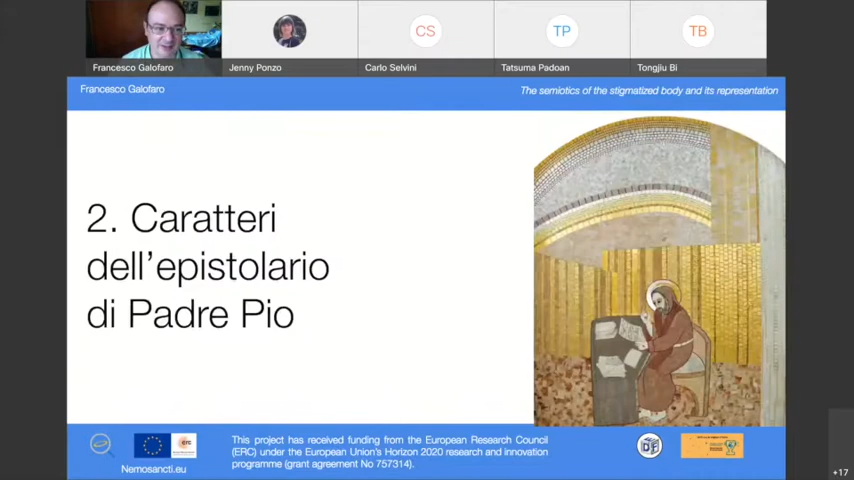 CS
TP
TB
Francesco Galofaro
Jenny Ponzo
Carlo Selvini
Tatsuma Padoan
Tongjiu Bi
Francesco Galofaro
The semiotics of the stigmatized body and its representation
2. Caratteri
dell’epistolario
di Padre Pio
This project has received funding from the European Research Council
(ERC) under the European Union's Horizon 2020 research and innovation
programme (grant agreement No 757314).
erc
Nemosancti.eu
+17